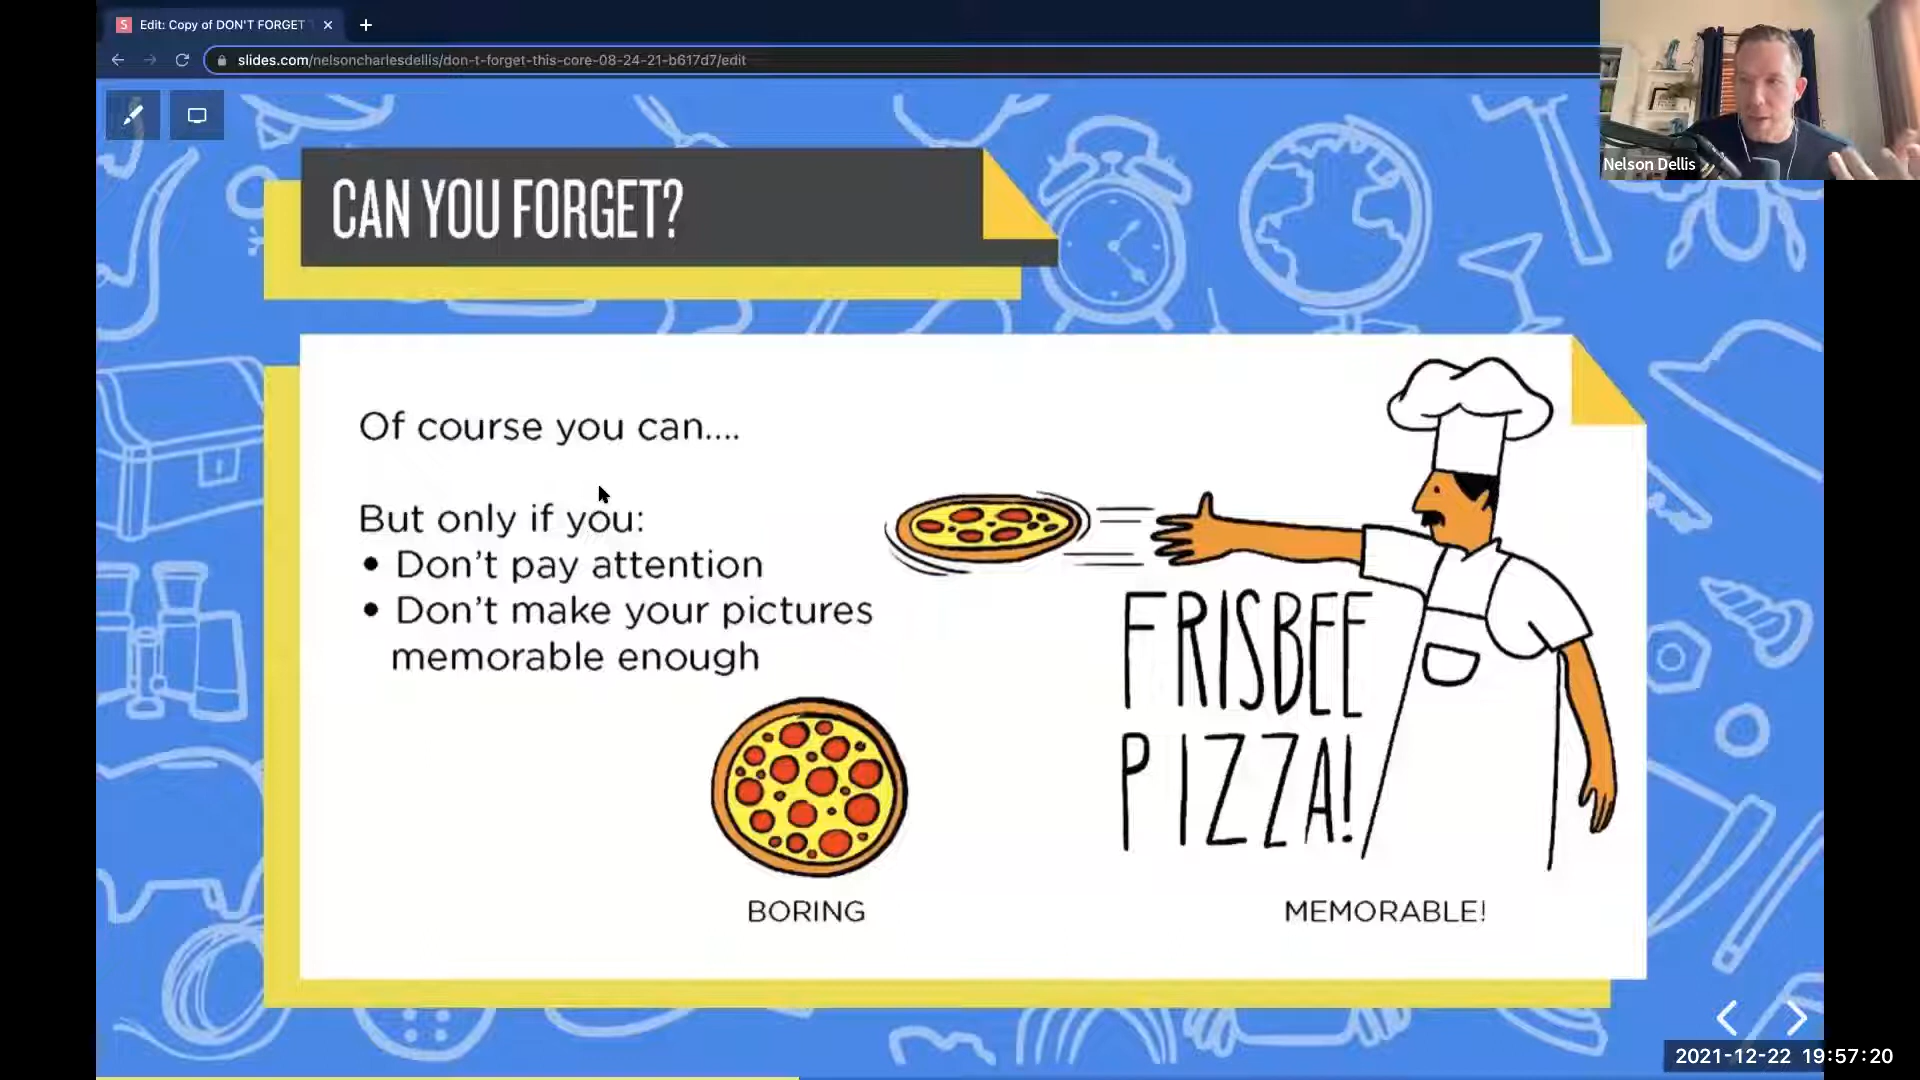 S Edit: Copy of DON'T FORGET
slides.com/nelsoncharlesdellis/don-t-forget-this-core-08-24-21-b617d7/edit
Nelson Dellis
CAN YOU FORGET?
Of course you can....
But only if you:
• Don't pay attention
• Don't make your pictures
memorable enough
FRISBEE
PIZZA!
BORING
MEMORABLE!
2021-12-22 19:57:20